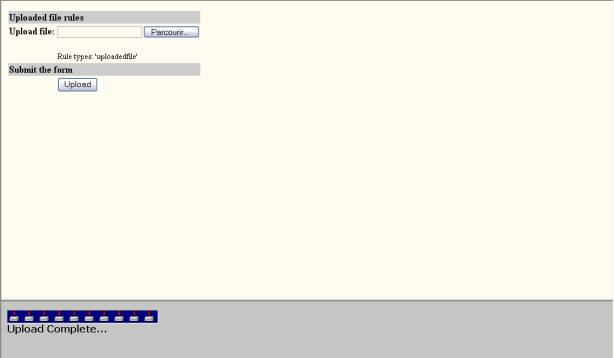 Uploaded file rules
Upload file: Parcourir...
Rule types: 'uploadedfile'
Submit the form
Upload
Upload Complete...